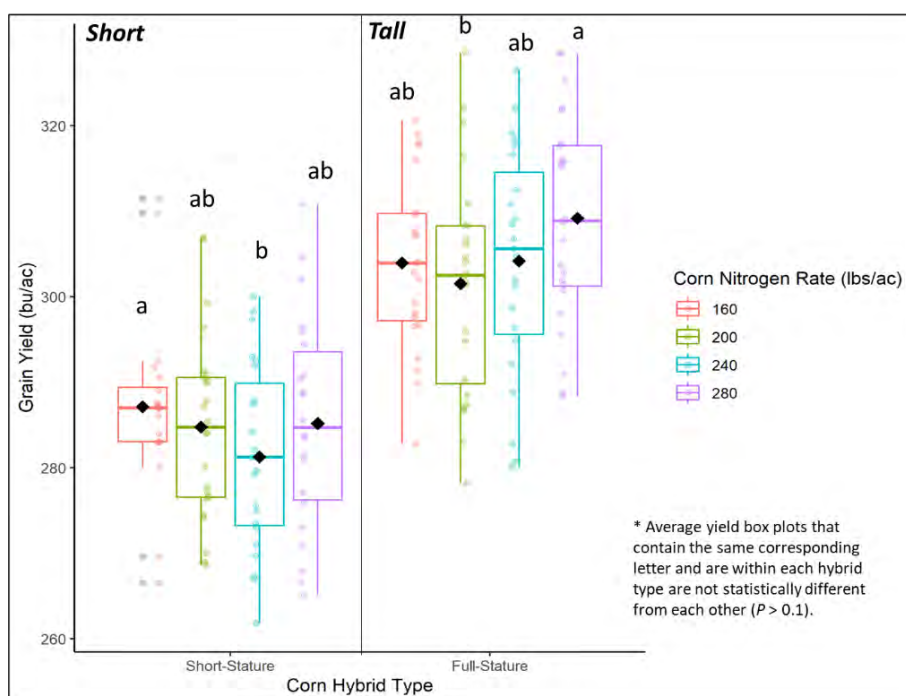 Short
Tall
a
ab
b
ab
ab
b
ab
a
Grain Yield (bu/ac)
320
300
280
260
Short-Stature
Full-Stature
Corn Hybrid Type
Corn Nitrogen Rate (lbs/ac)
160
200
240
280
* Average yield box plots that
contain the same corresponding
letter and are within each hybrid
type are not statistically different
from each other (P > 0.1).